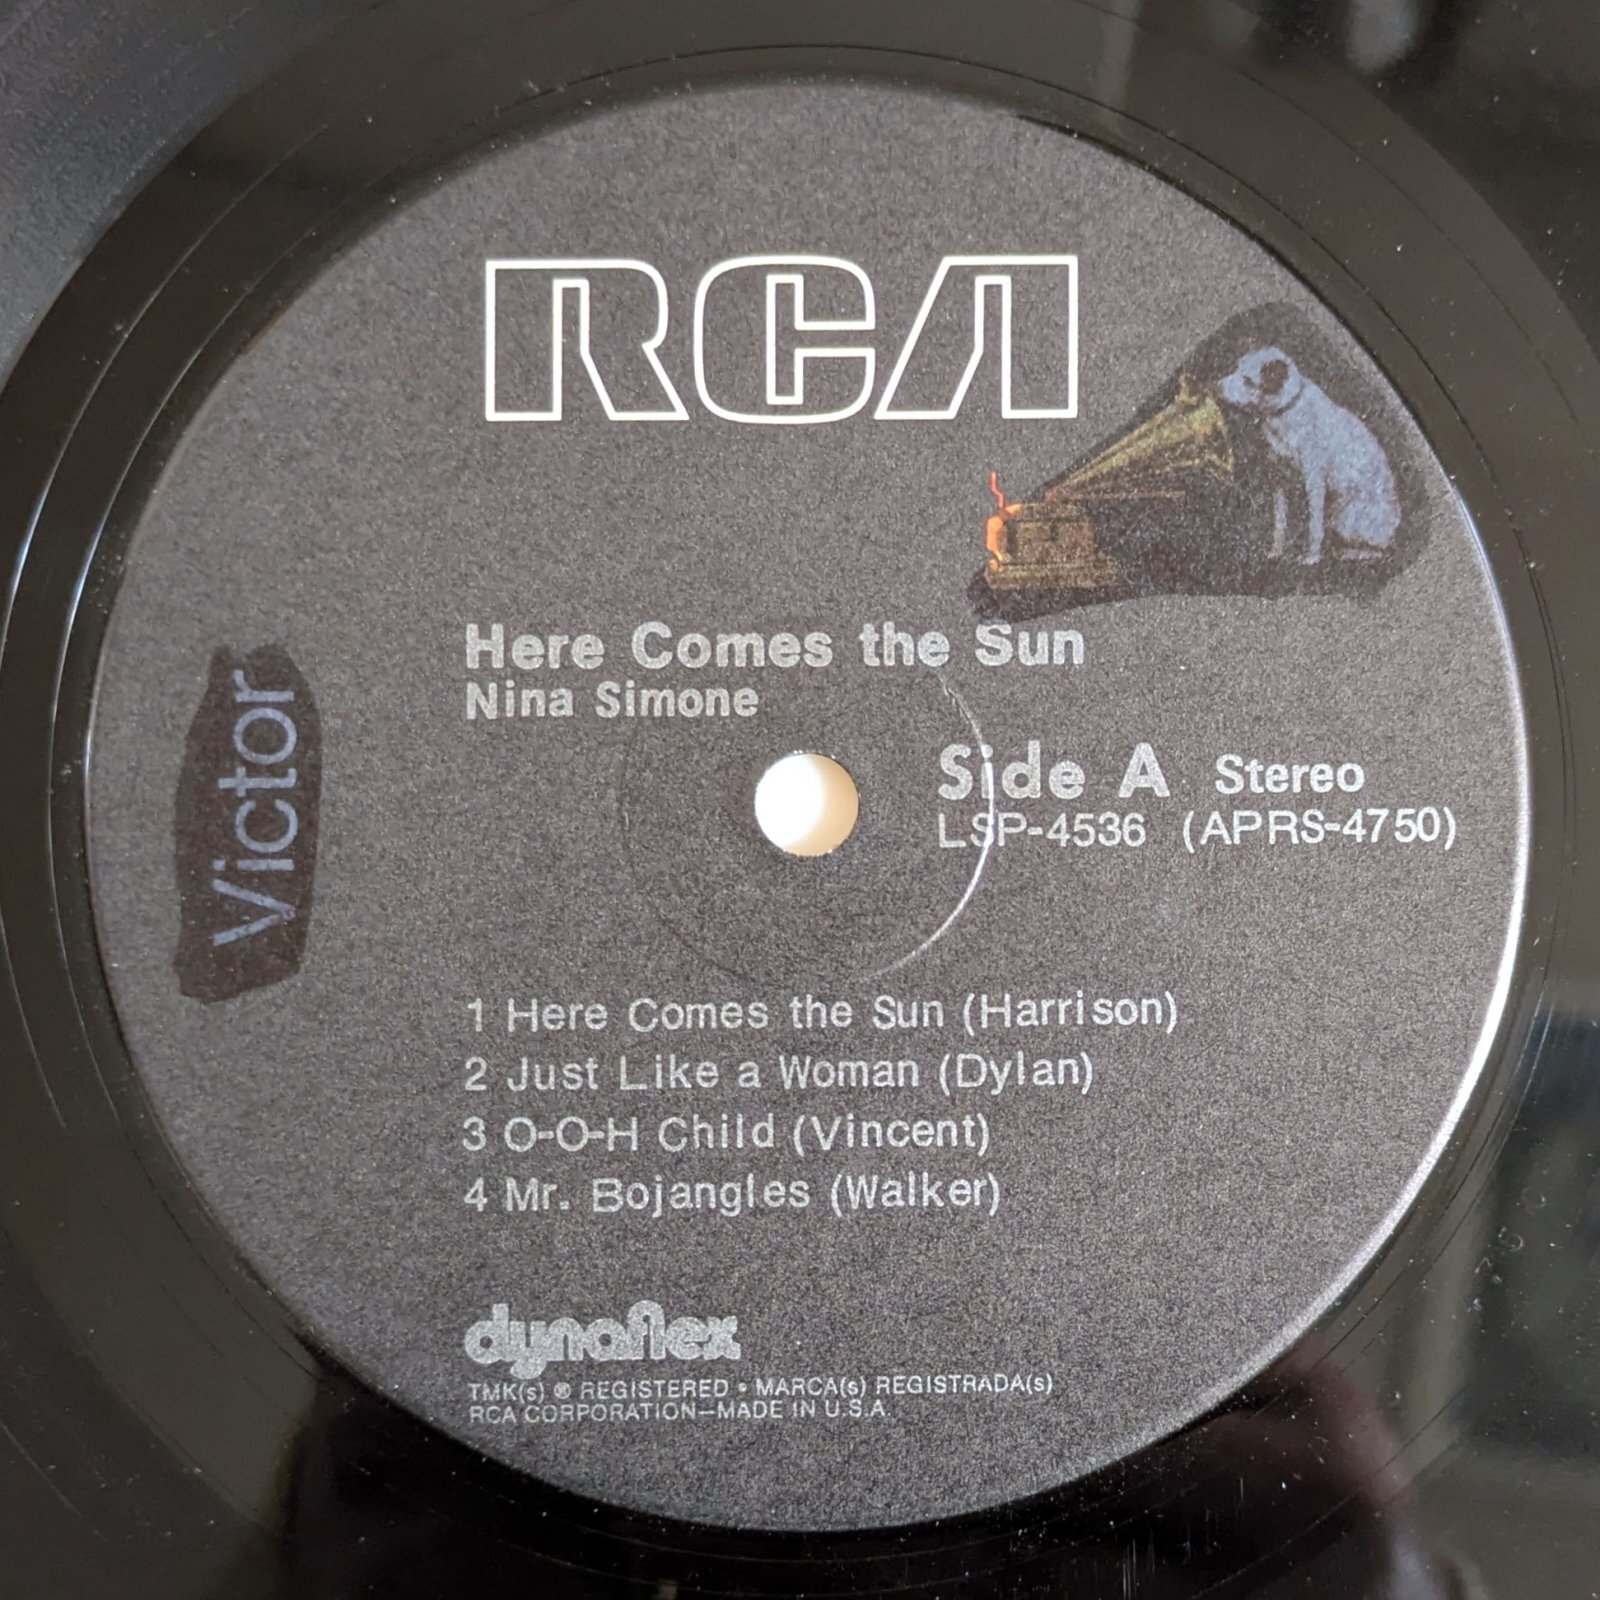 RCA
Victor
Here Comes the Sun
Nina Simone
Side A Stereo
LSP-4536 (APRS-4750)
1 Here Comes the Sun (Harrison)
2 Just Like a Woman (Dylan)
3 O-O-H Child (Vincent)
4 Mr. Bojangles (Walker)
dynaflex
TMK(s) ® REGISTERED • MARCA(s) REGISTRADA(s)
RCA CORPORATION—MADE IN U.S.A